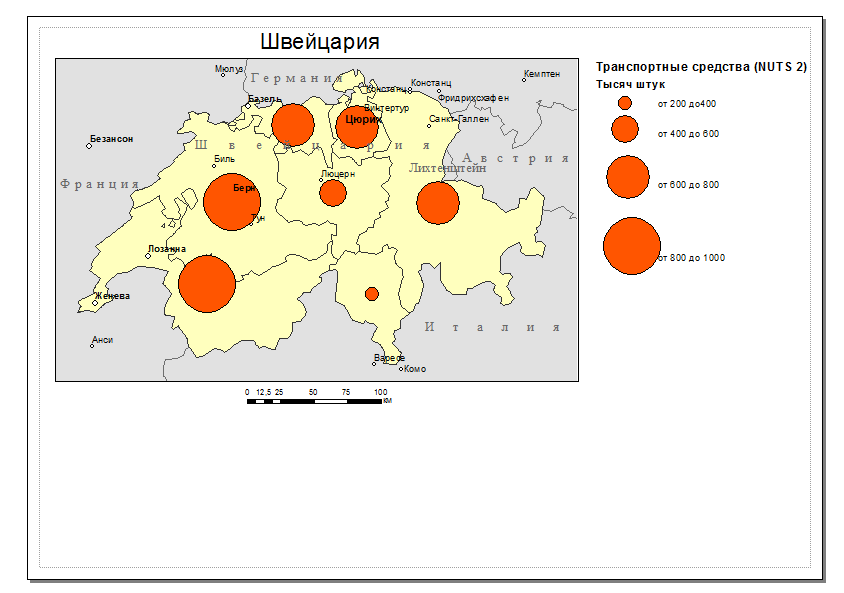 Швейцария
Транспортные средства (NUTS 2)
Тысяч штук
от 200 до400
от 400 до 600
от 600 до 800
от 800 до 1000
Мюлуз
Германия
Констанц
Констанц
Кемптен
Фридрихсхафен
Базель
Винтертур
Цюрих
Санкт-Галлен
Безансон
Швейцария
Биль
Австрия
Лихтенштейн
Люцерн
Франция
Берн
Тун
Лозанна
Женева
Италия
Анси
Варесе
Комо
0 12,5 25 50 75 100
км